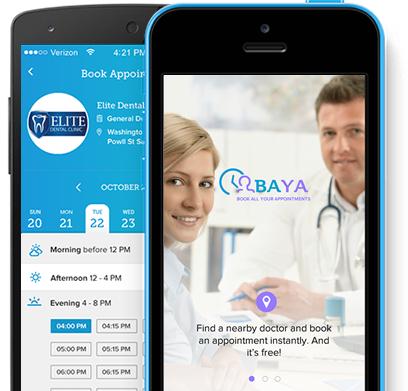 Verizon
4:21 PM
Book Appoin
ELITE
DENTAL CLINIC
Elite Dental
General De
Washingto
Powll St Su
OCTOBER
SUN MON TUE WED
20 21 22 23
Morning before 12 PM
Afternoon 12 - 4 PM
Evening 4 - 8 PM
04:00 PM 04:15 PM
05:00 PM 05:15 PM
06:00 PM 06:15 PM
BAYA
BOOK ALL YOUR APPOINTMENTS
Find a nearby doctor and book
an appointment instantly. And
it's free!